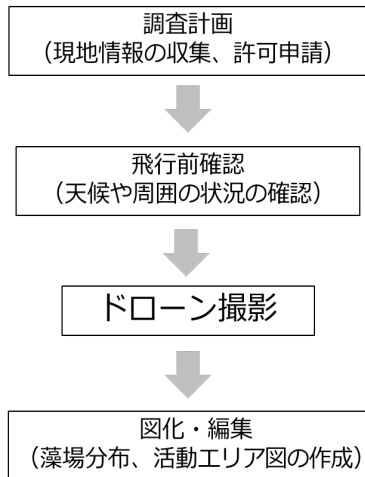 調査計画
（現地情報の収集、許可申請）
飛行前確認
（天候や周囲の状況の確認）
ドローン撮影
図化・編集
（藻場分布、活動エリア図の作成）